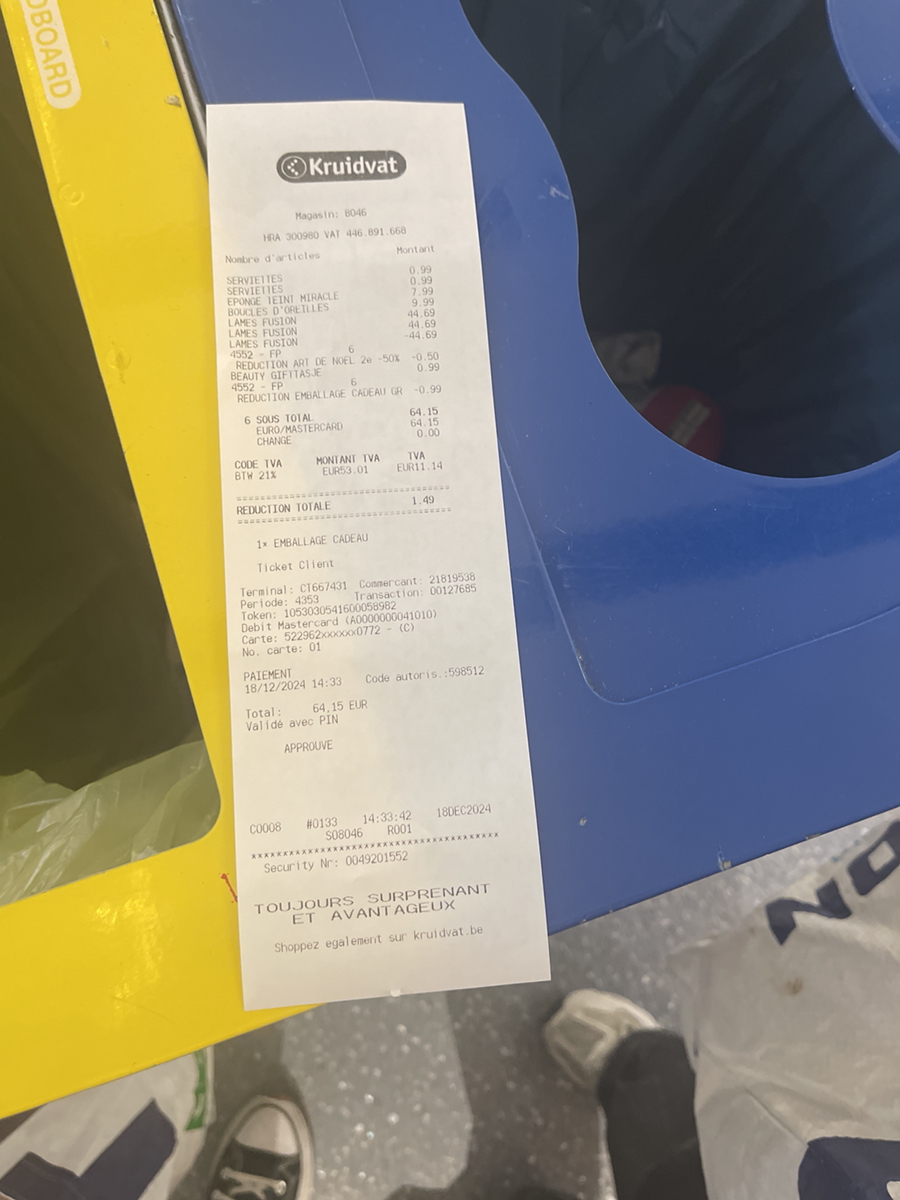 DBOARD
Kruidvat
Magasin: 8046
HRA 300980 VAT 446.891.668
Nombre d'articles Montant
SERVIETTES 0.99
SERVIETTES 0.99
EPONGE TEINT MIRACLE 7.99
BOUCLES D'OREILLES 9.99
LAMES FUSION 44.69
LAMES FUSION 44.69
LAMES FUSION -44.69
4552 - FP 6
REDUCTION ART DE NOEL 2e -50% -0.50
BEAUTY GIFTTASJE 0.99
4552 - FP 6
REDUCTION EMBALLAGE CADEAU GR -0.99
6 SOUS TOTAL 64.15
EURO/MASTERCARD 64.15
CHANGE 0.00
CODE TVA MONTANT TVA TVA
BTW 21% EUR53.01 EUR11.14
==================================
REDUCTION TOTALE 1.49
==================================
1x EMBALLAGE CADEAU
Ticket Client
Terminal: CT667431 Commercant: 21819538
Periode: 4353 Transaction: 00127685
Token: 1053030541600058982
Debit Mastercard (A0000000041010)
Carte: 522962xxxxxx0772 - (C)
No. carte: 01
PAIEMENT
18/12/2024 14:33 Code autoris.:598512
Total: 64,15 EUR
Validé avec PIN
APPROUVE
C0008 #0133 14:33:42 18DEC2024
S08046 R001
***************************************
Security Nr: 0049201552
TOUJOURS SURPRENANT
ET AVANTAGEUX
Shoppez egalement sur kruidvat.be
NO